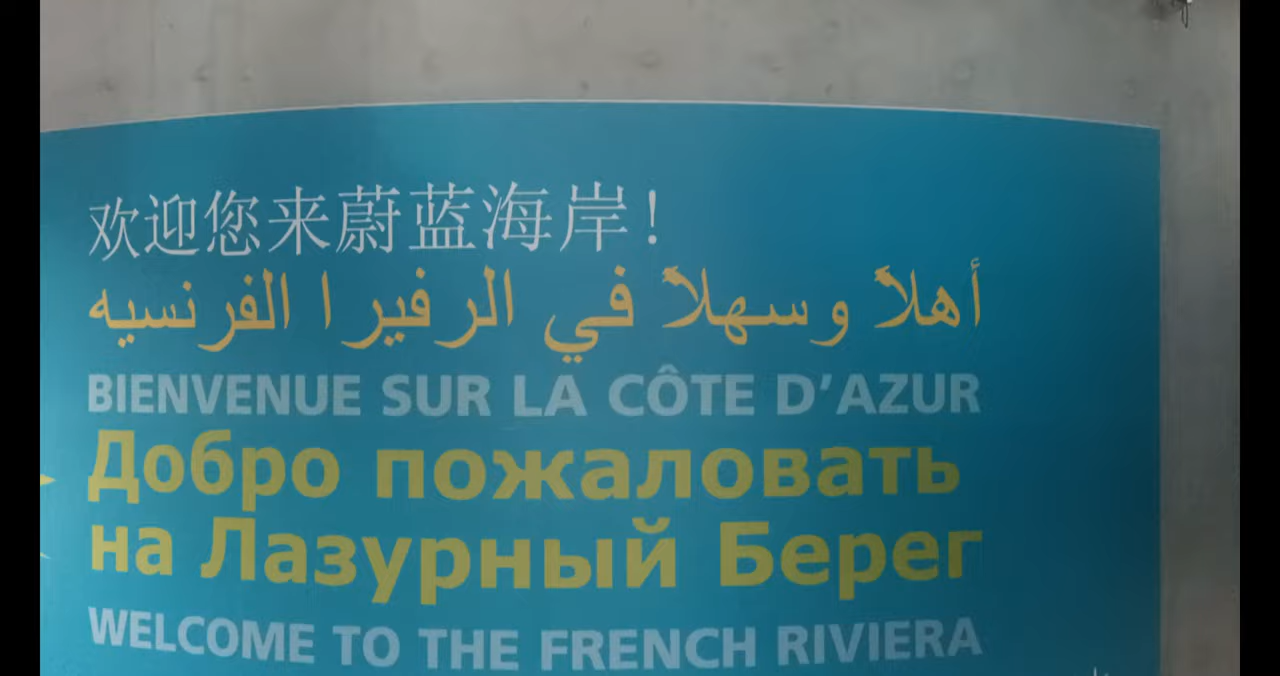 欢迎您来蔚蓝海岸!
أهلاً وسهلاً في الرفيرا الفرنسيه
BIENVENUE SUR LA CÔTE D'AZUR
Добро пожаловать
на Лазурный Берег
WELCOME TO THE FRENCH RIVIERA